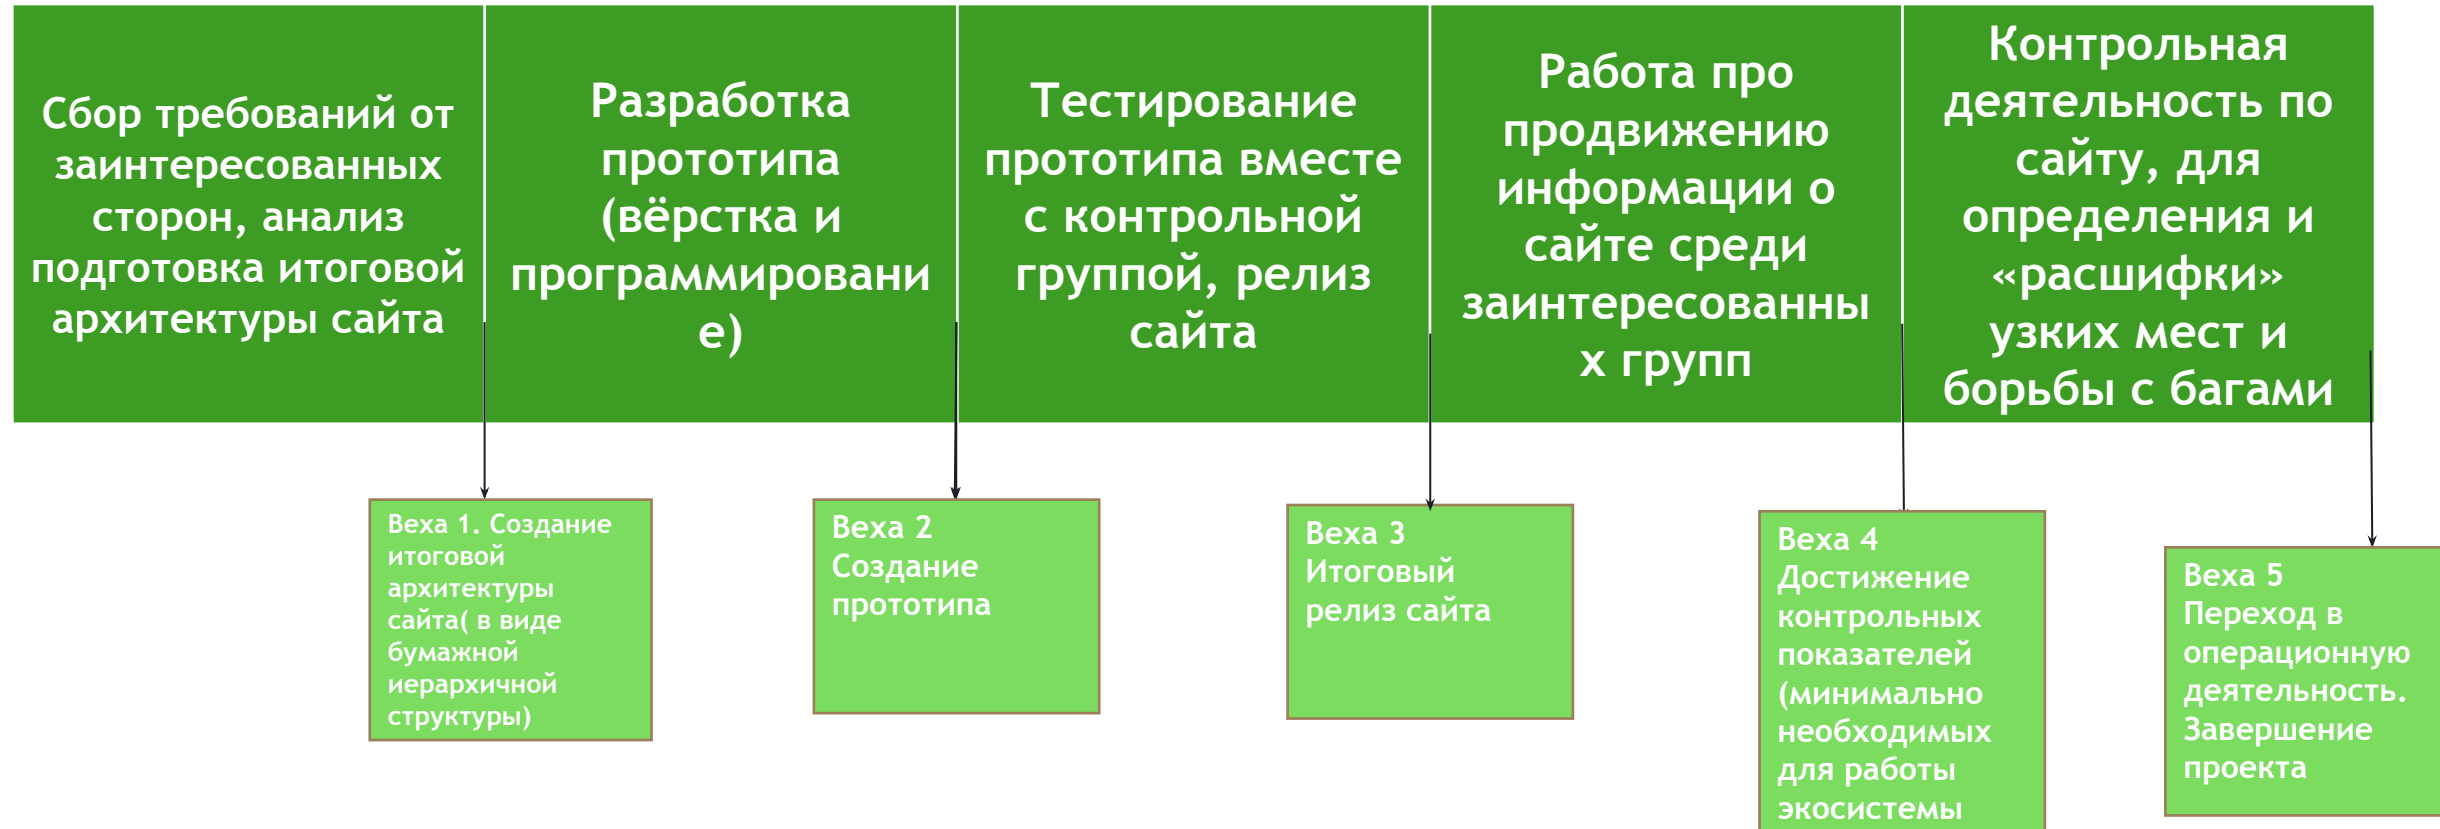 Сбор требований от
заинтересованных
сторон, анализ
подготовка итоговой
архитектуры сайта
Разработка
прототипа
(вёрстка и
программировани
е)
Тестирование
прототипа вместе
с контрольной
группой, релиз
сайта
Работа про
продвижению
информации о
сайте среди
заинтересованны
х групп
Контрольная
деятельность по
сайту, для
определения и
«расшифки»
узких мест и
борьбы с багами
Веха 1. Создание
итоговой
архитектуры
сайта( в виде
бумажной
иерархичной
структуры)
Веха 2
Создание
прототипа
Веха 3
Итоговый
релиз сайта
Веха 4
Достижение
контрольных
показателей
(минимально
необходимых
для работы
экосистемы
Веха 5
Переход в
операционную
деятельность.
Завершение
проекта